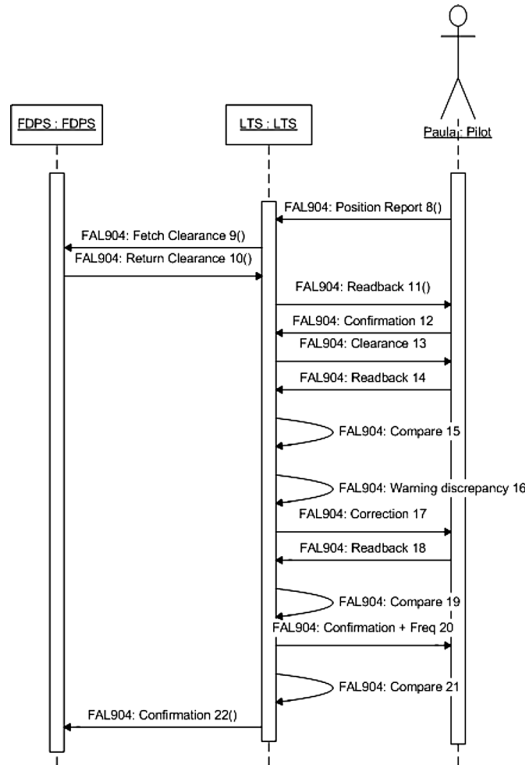 FDPS : FDPS
LTS : LTS
Paula : Pilot
FAL904: Position Report 8()
FAL904: Fetch Clearance 9()
FAL904: Return Clearance 10()
FAL904: Readback 11()
FAL904: Confirmation 12
FAL904: Clearance 13
FAL904: Readback 14
FAL904: Compare 15
FAL904: Warning discrepancy 16
FAL904: Correction 17
FAL904: Readback 18
FAL904: Compare 19
FAL904: Confirmation + Freq 20
FAL904: Compare 21
FAL904: Confirmation 22()